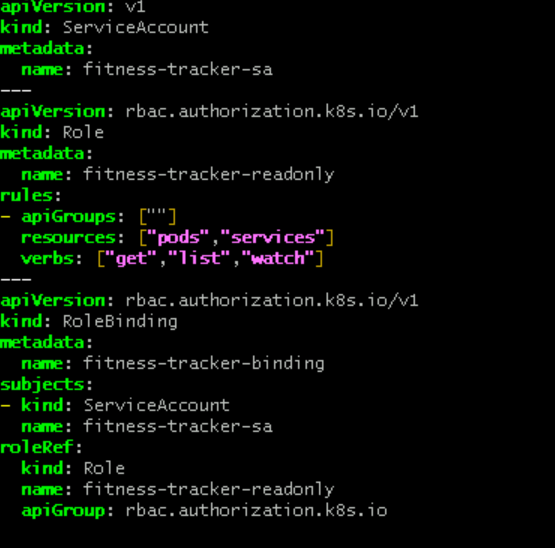 apiVersion: v1
kind: ServiceAccount
metadata:
  name: fitness-tracker-sa
---
apiVersion: rbac.authorization.k8s.io/v1
kind: Role
metadata:
  name: fitness-tracker-readonly
rules:
- apiGroups: [""]
  resources: ["pods","services"]
  verbs: ["get","list","watch"]
---
apiVersion: rbac.authorization.k8s.io/v1
kind: RoleBinding
metadata:
  name: fitness-tracker-binding
subjects:
- kind: ServiceAccount
  name: fitness-tracker-sa
roleRef:
  kind: Role
  name: fitness-tracker-readonly
  apiGroup: rbac.authorization.k8s.io